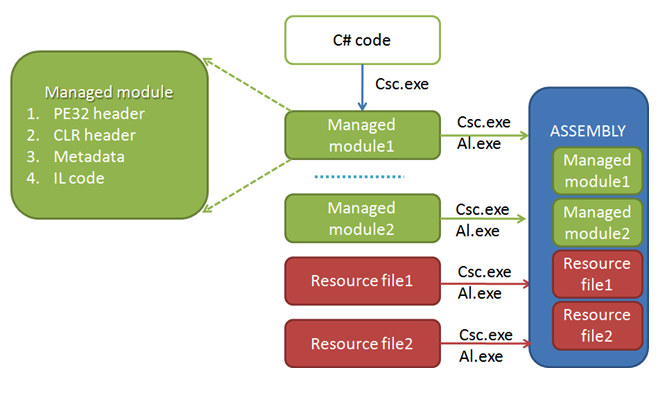 C# code
Csc.exe
Managed module
1. PE32 header
2. CLR header
3. Metadata
4. IL code
Managed
module1
Csc.exe
Al.exe
Managed
module2
Csc.exe
Al.exe
Resource file1
Csc.exe
Al.exe
Resource file2
Csc.exe
Al.exe
ASSEMBLY
Managed
module1
Managed
module2
Resource
file1
Resource
file2